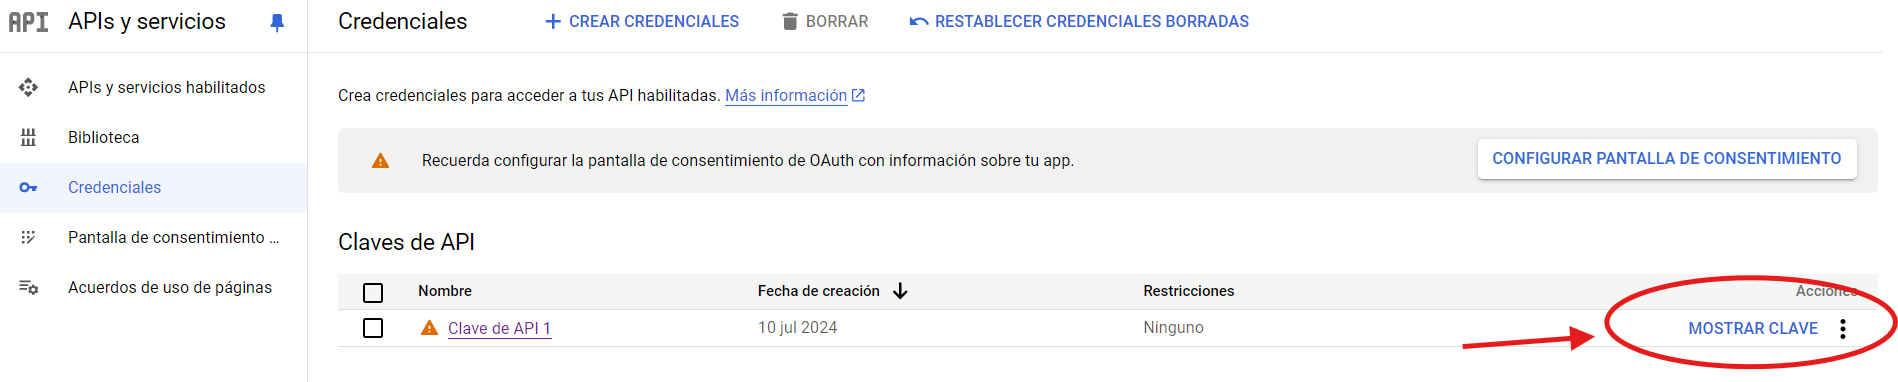 API APIs y servicios
Credenciales
CREAR CREDENCIALES
BORRAR
RESTABLECER CREDENCIALES BORRADAS
APIs y servicios habilitados
Biblioteca
Credenciales
Pantalla de consentimiento ...
Acuerdos de uso de páginas
Crea credenciales para acceder a tus API habilitadas. Más información
Recuerda configurar la pantalla de consentimiento de OAuth con información sobre tu app.
CONFIGURAR PANTALLA DE CONSENTIMIENTO
Claves de API
Nombre Fecha de creación Restricciones Acciones
Clave de API 1 10 jul 2024 Ninguno MOSTRAR CLAVE